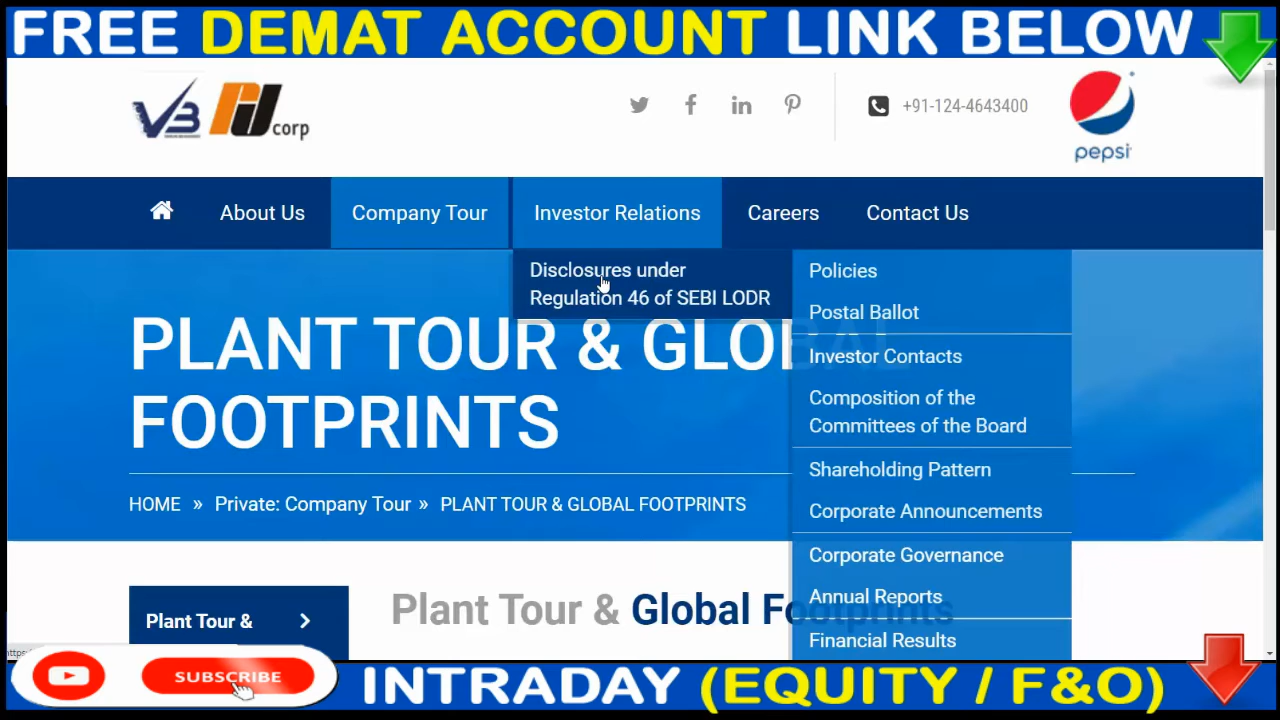 FREE DEMAT ACCOUNT LINK BELOW
VB
corp
+91-124-4643400
pepsi
About Us
Company Tour
Investor Relations
Careers
Contact Us
Disclosures under
Regulation 46 of SEBI LODR
Policies
Postal Ballot
Investor Contacts
Composition of the
Committees of the Board
Shareholding Pattern
Corporate Announcements
Corporate Governance
Annual Reports
Financial Results
PLANT TOUR & GLOBAL
FOOTPRINTS
HOME » Private: Company Tour » PLANT TOUR & GLOBAL FOOTPRINTS
Plant Tour &
Plant Tour & Global Footprints
SUBSCRIBE
INTRADAY (EQUITY / F&O)